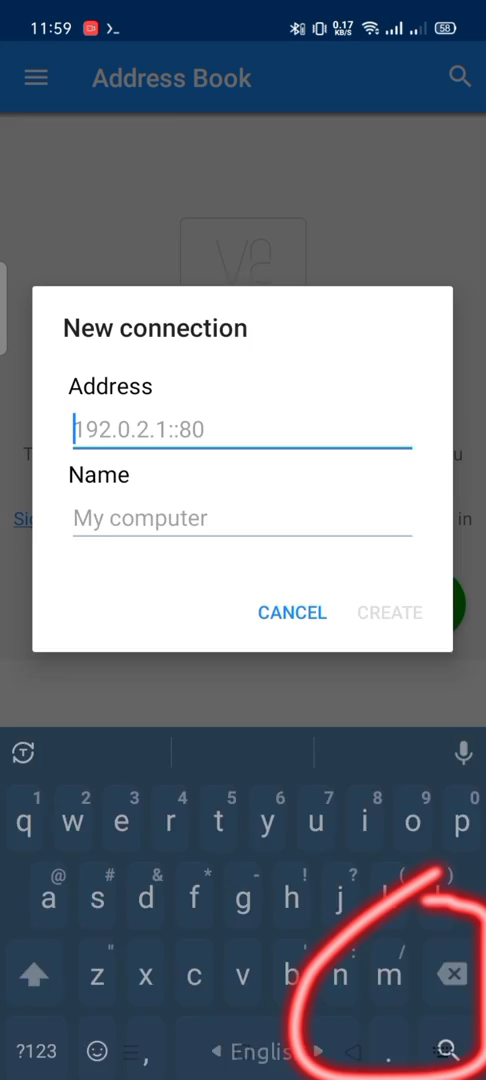 11:59 0.17 KB/S 58
Address Book
New connection
Address
192.0.2.1::80
Name
My computer
CANCEL CREATE
1 2 3 4 5 6 7 8 9 0
q w e r t y u i o p
@ # & * - ! ? ( )
a s d f g h j
" ' : /
z x c v b n m
?123 , English .